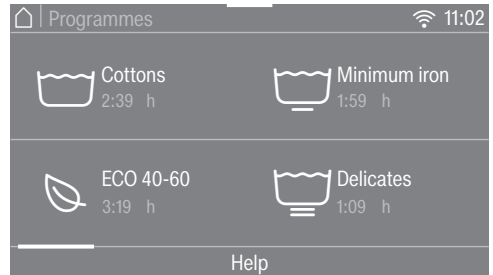 Programmes 11:02
Cottons
2:39 h
Minimum iron
1:59 h
ECO 40-60
3:19 h
Delicates
1:09 h
Help